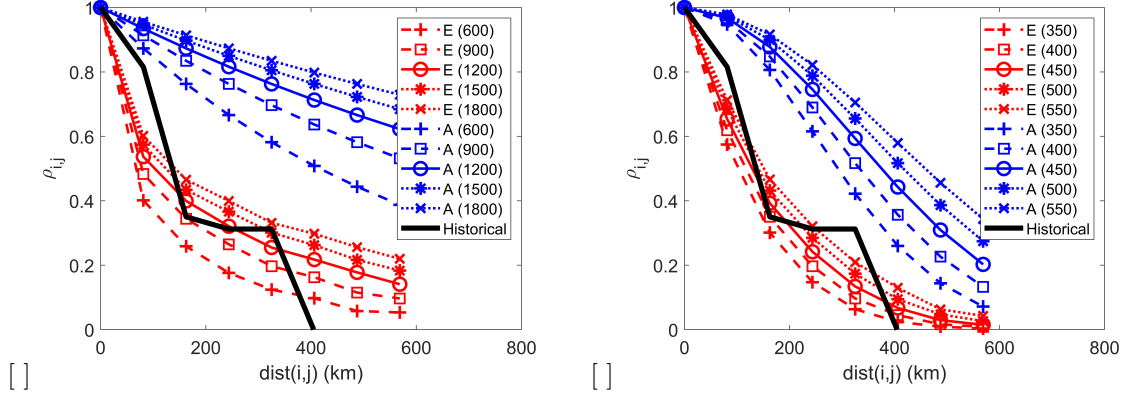 1
0.8
0.6
0.4
0.2
0
ρi,j
0 200 400 600 800
dist(i,j) (km)
E (600)
E (900)
E (1200)
E (1500)
E (1800)
A (600)
A (900)
A (1200)
A (1500)
A (1800)
Historical
[ ]
1
0.8
0.6
0.4
0.2
0
ρi,j
0 200 400 600 800
dist(i,j) (km)
E (350)
E (400)
E (450)
E (500)
E (550)
A (350)
A (400)
A (450)
A (500)
A (550)
Historical
[ ]